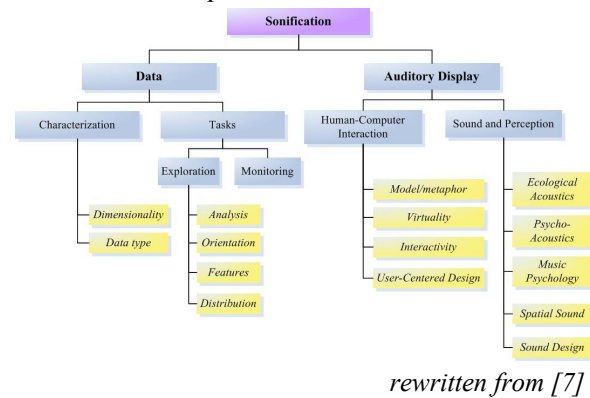 Sonification
Data
Auditory Display
Characterization
Tasks
Human-Computer
Interaction
Sound and Perception
Exploration
Monitoring
Dimensionality
Data type
Analysis
Orientation
Features
Distribution
Model/metaphor
Virtuality
Interactivity
User-Centered Design
Ecological
Acoustics
Psycho-
Acoustics
Music
Psychology
Spatial Sound
Sound Design
rewritten from [7]